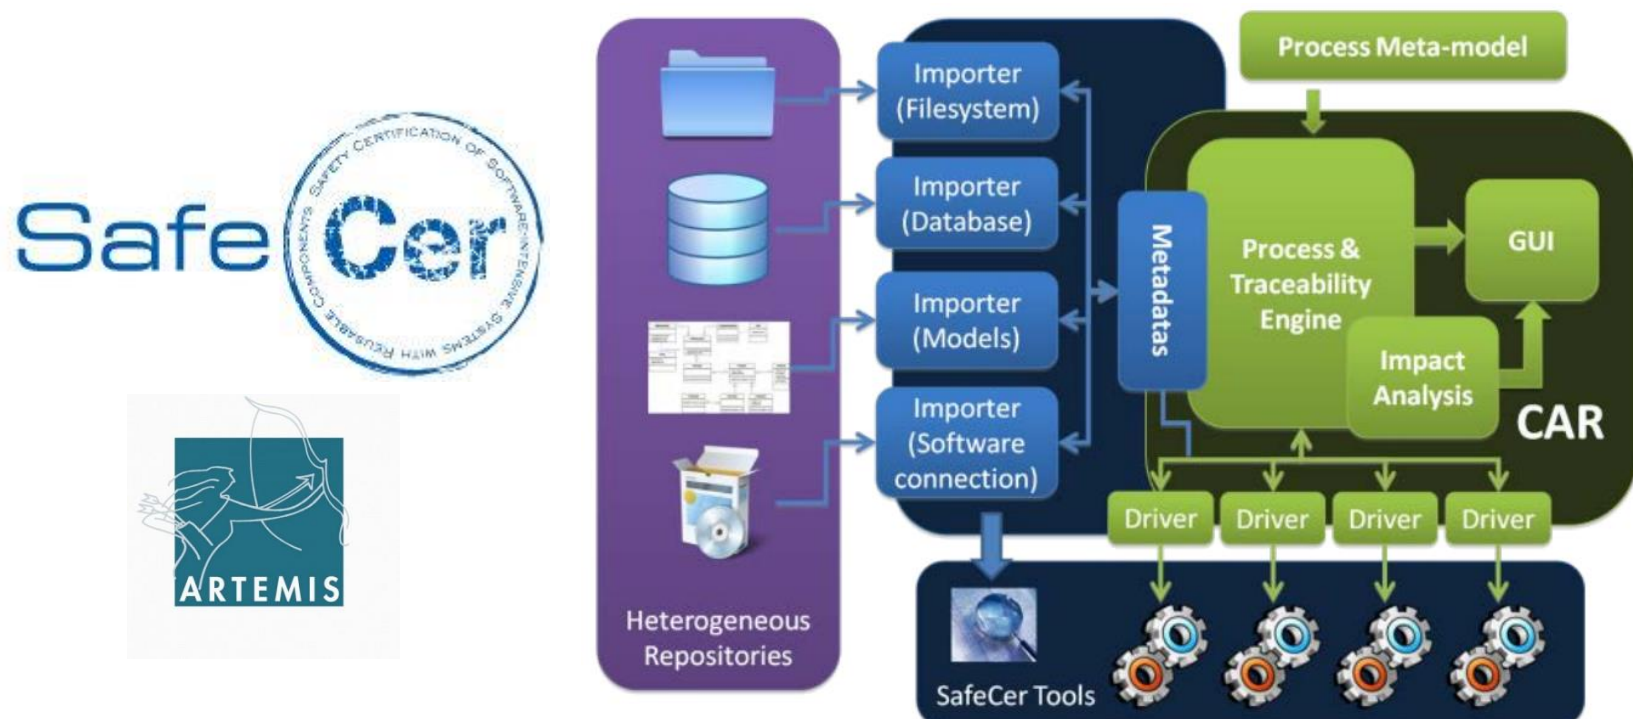 Safe Cer
SAFETY CERTIFICATION OF SOFTWARE-INTENSIVE SYSTEMS WITH REUSABLE COMPONENTS
ARTEMIS
Heterogeneous
Repositories
Importer
(Filesystem)
Importer
(Database)
Importer
(Models)
Importer
(Software
connection)
Metadatas
Process Meta-model
Process &
Traceability
Engine
Impact
Analysis
GUI
CAR
Driver
Driver
Driver
Driver
SafeCer Tools